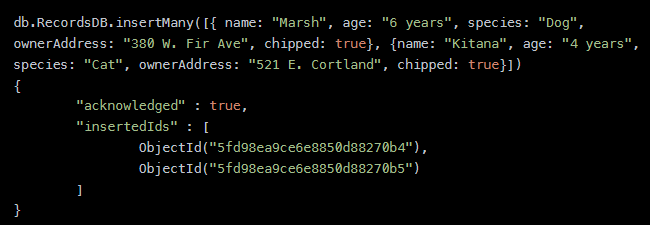 db.RecordsDB.insertMany([{ name: "Marsh", age: "6 years", species: "Dog",
ownerAddress: "380 W. Fir Ave", chipped: true}, {name: "Kitana", age: "4 years",
species: "Cat", ownerAddress: "521 E. Cortland", chipped: true}])
{
        "acknowledged" : true,
        "insertedIds" : [
                ObjectId("5fd98ea9ce6e8850d88270b4"),
                ObjectId("5fd98ea9ce6e8850d88270b5")
        ]
}